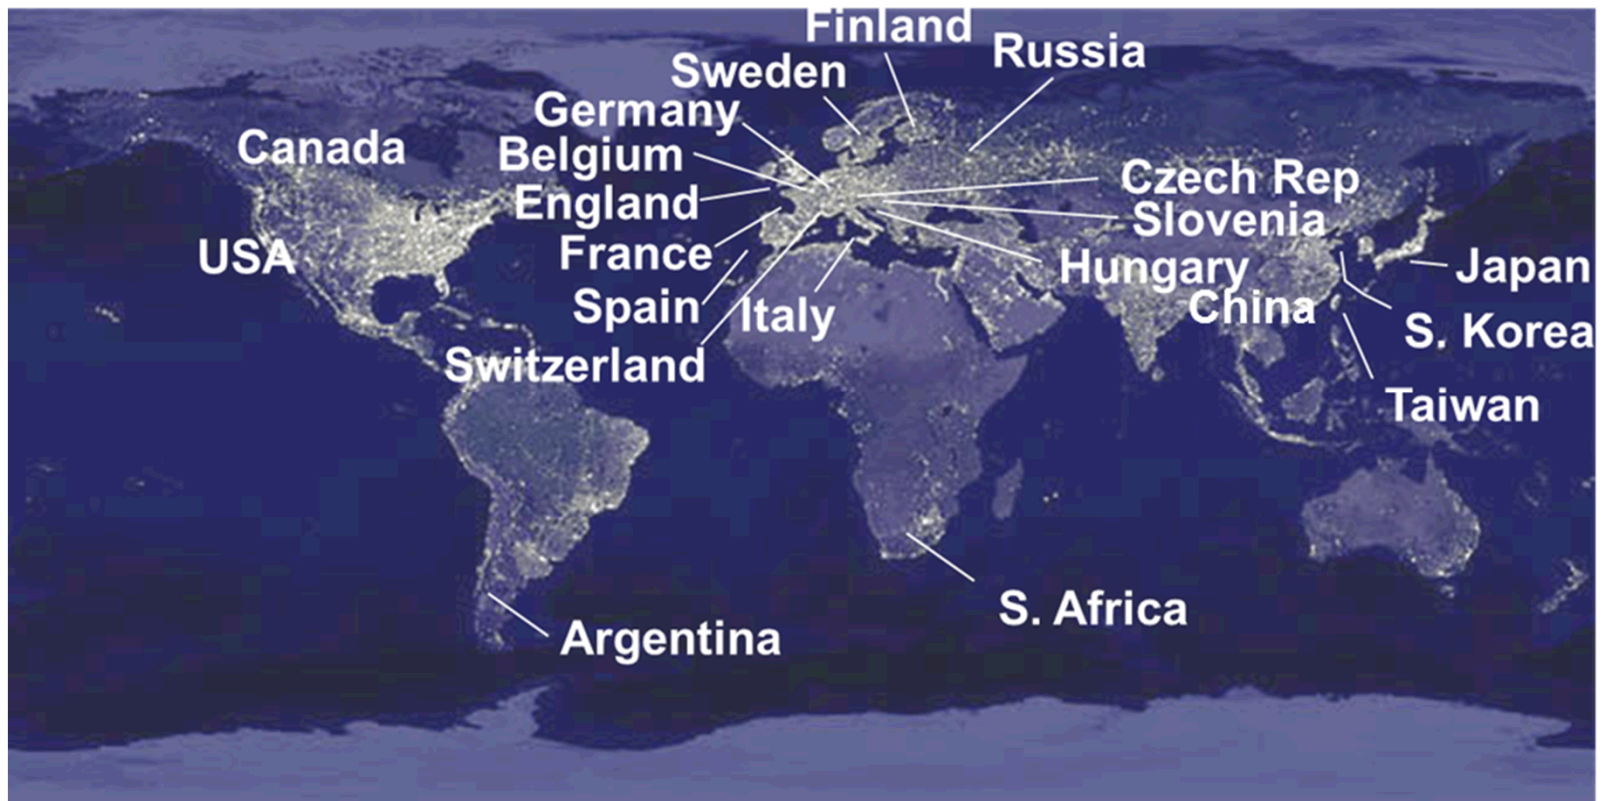 Finland
Russia
Sweden
Germany
Canada
Belgium
Czech Rep
England
Slovenia
USA
France
Hungary
Japan
Spain
Italy
China
S. Korea
Switzerland
Taiwan
S. Africa
Argentina